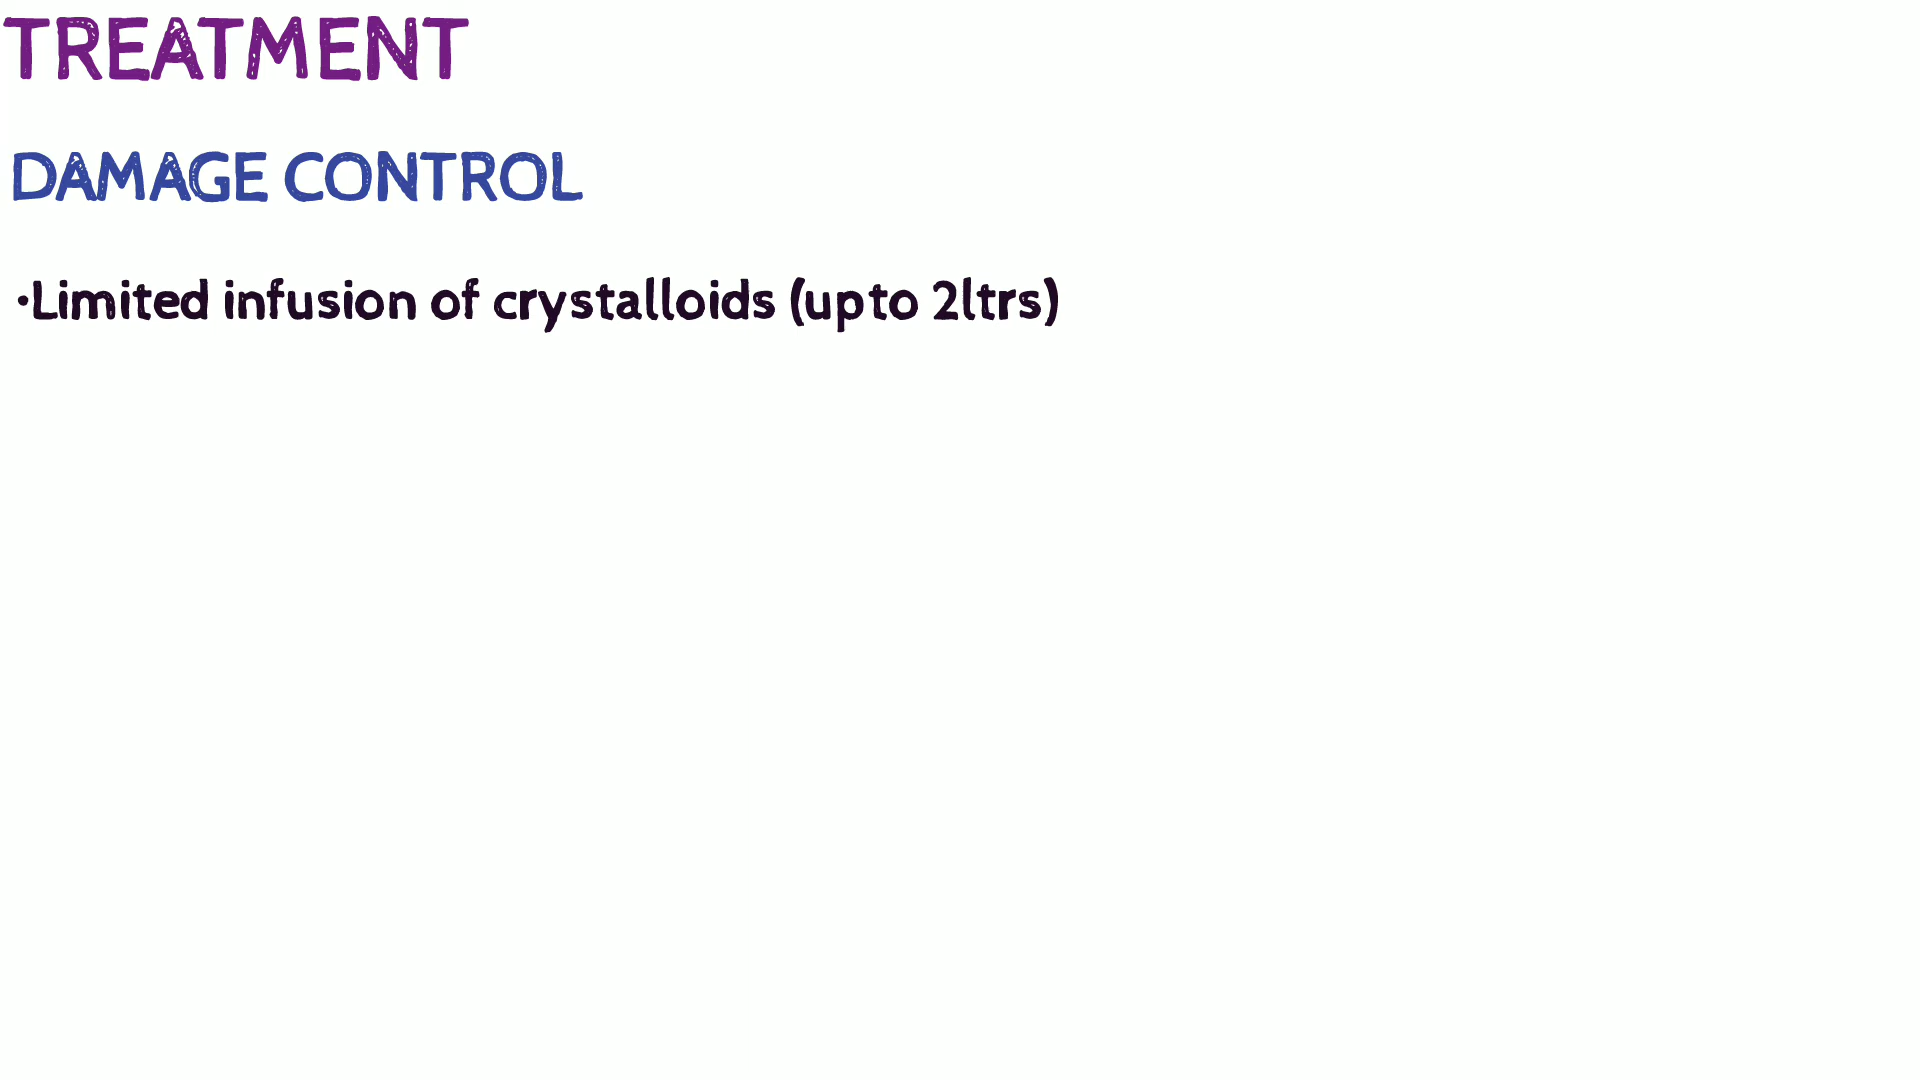 TREATMENT
DAMAGE CONTROL
•Limited infusion of crystalloids (upto 2ltrs)